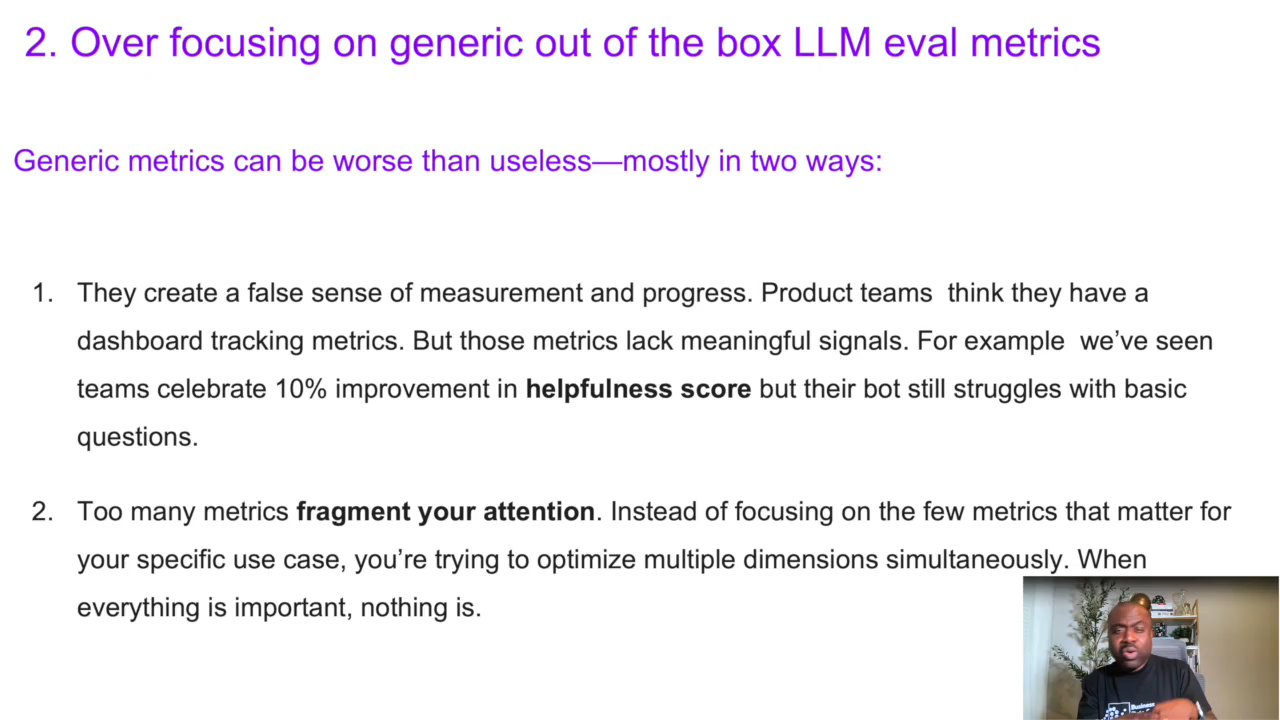 2. Over focusing on generic out of the box LLM eval metrics
Generic metrics can be worse than useless—mostly in two ways:
1. They create a false sense of measurement and progress. Product teams  think they have a
dashboard tracking metrics. But those metrics lack meaningful signals. For example  we’ve seen
teams celebrate 10% improvement in helpfulness score but their bot still struggles with basic
questions.
2. Too many metrics fragment your attention. Instead of focusing on the few metrics that matter for
your specific use case, you’re trying to optimize multiple dimensions simultaneously. When
everything is important, nothing is.
Business